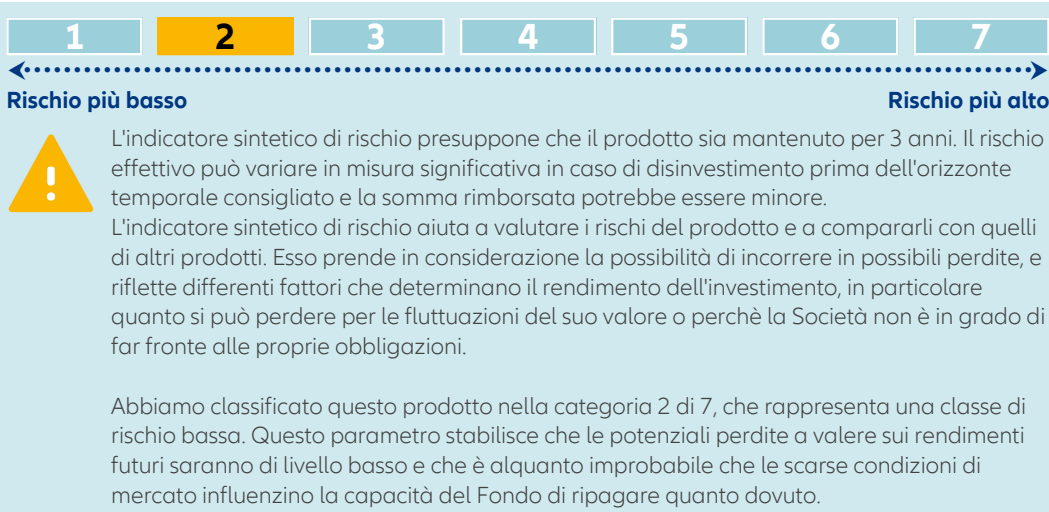 1 2 3 4 5 6 7
Rischio più basso Rischio più alto
L'indicatore sintetico di rischio presuppone che il prodotto sia mantenuto per 3 anni. Il rischio
effettivo può variare in misura significativa in caso di disinvestimento prima dell'orizzonte
temporale consigliato e la somma rimborsata potrebbe essere minore.
L'indicatore sintetico di rischio aiuta a valutare i rischi del prodotto e a compararli con quelli
di altri prodotti. Esso prende in considerazione la possibilità di incorrere in possibili perdite, e
riflette differenti fattori che determinano il rendimento dell'investimento, in particolare
quanto si può perdere per le fluttuazioni del suo valore o perchè la Società non è in grado di
far fronte alle proprie obbligazioni.
Abbiamo classificato questo prodotto nella categoria 2 di 7, che rappresenta una classe di
rischio bassa. Questo parametro stabilisce che le potenziali perdite a valere sui rendimenti
futuri saranno di livello basso e che è alquanto improbabile che le scarse condizioni di
mercato influenzino la capacità del Fondo di ripagare quanto dovuto.